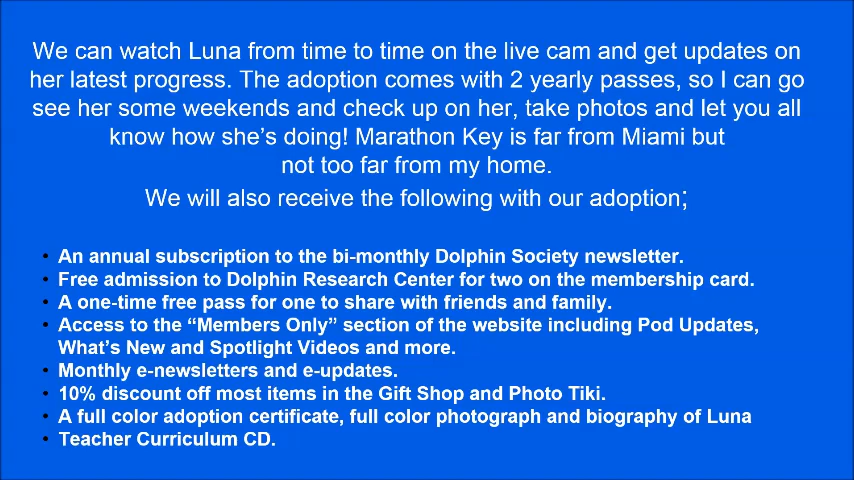 We can watch Luna from time to time on the live cam and get updates on
her latest progress. The adoption comes with 2 yearly passes, so I can go
see her some weekends and check up on her, take photos and let you all
know how she’s doing! Marathon Key is far from Miami but
not too far from my home.
We will also receive the following with our adoption;
• An annual subscription to the bi-monthly Dolphin Society newsletter.
• Free admission to Dolphin Research Center for two on the membership card.
• A one-time free pass for one to share with friends and family.
• Access to the “Members Only” section of the website including Pod Updates,
What’s New and Spotlight Videos and more.
• Monthly e-newsletters and e-updates.
• 10% discount off most items in the Gift Shop and Photo Tiki.
• A full color adoption certificate, full color photograph and biography of Luna
• Teacher Curriculum CD.